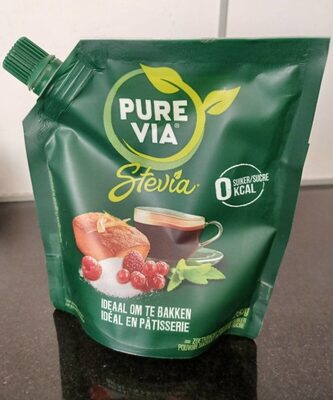 PURE
VIA®
Stevia
0 SUIKER/SUCRE
KCAL
IDEAAL OM TE BAKKEN
IDÉAL EN PÂTISSERIE